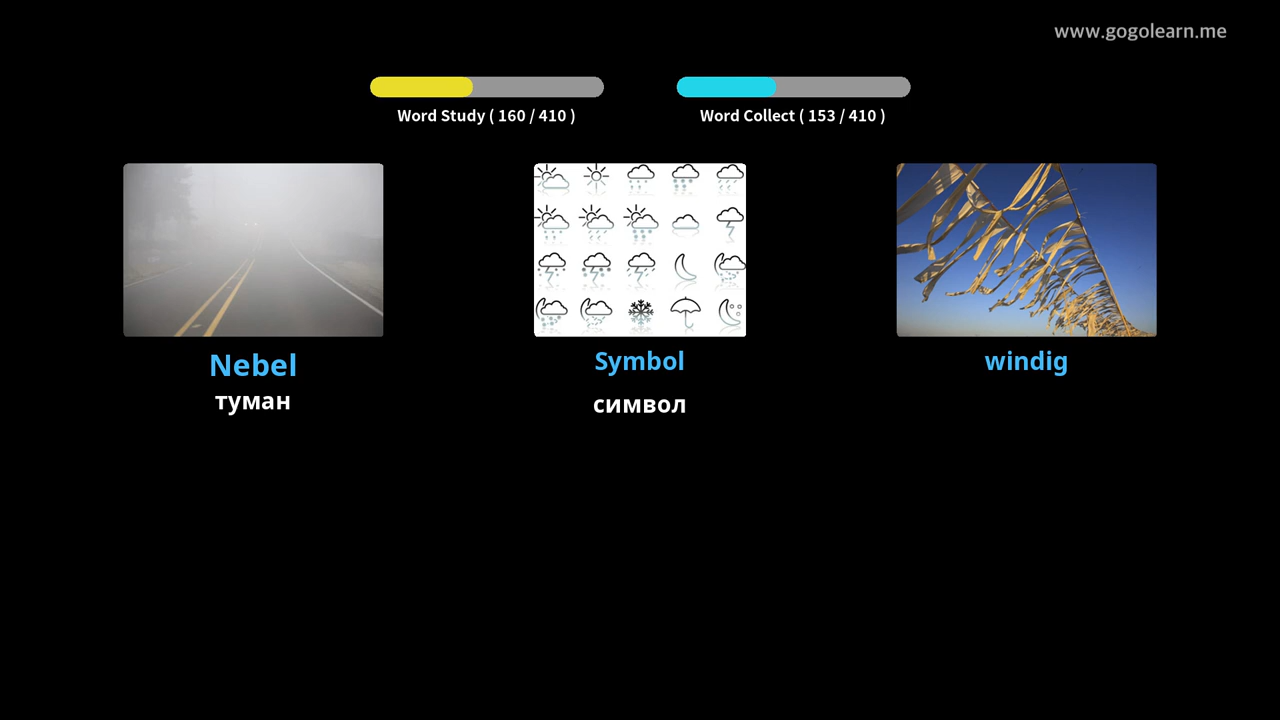 www.gogolearn.me
Word Study ( 160 / 410 )
Word Collect ( 153 / 410 )
Nebel
туман
Symbol
символ
windig